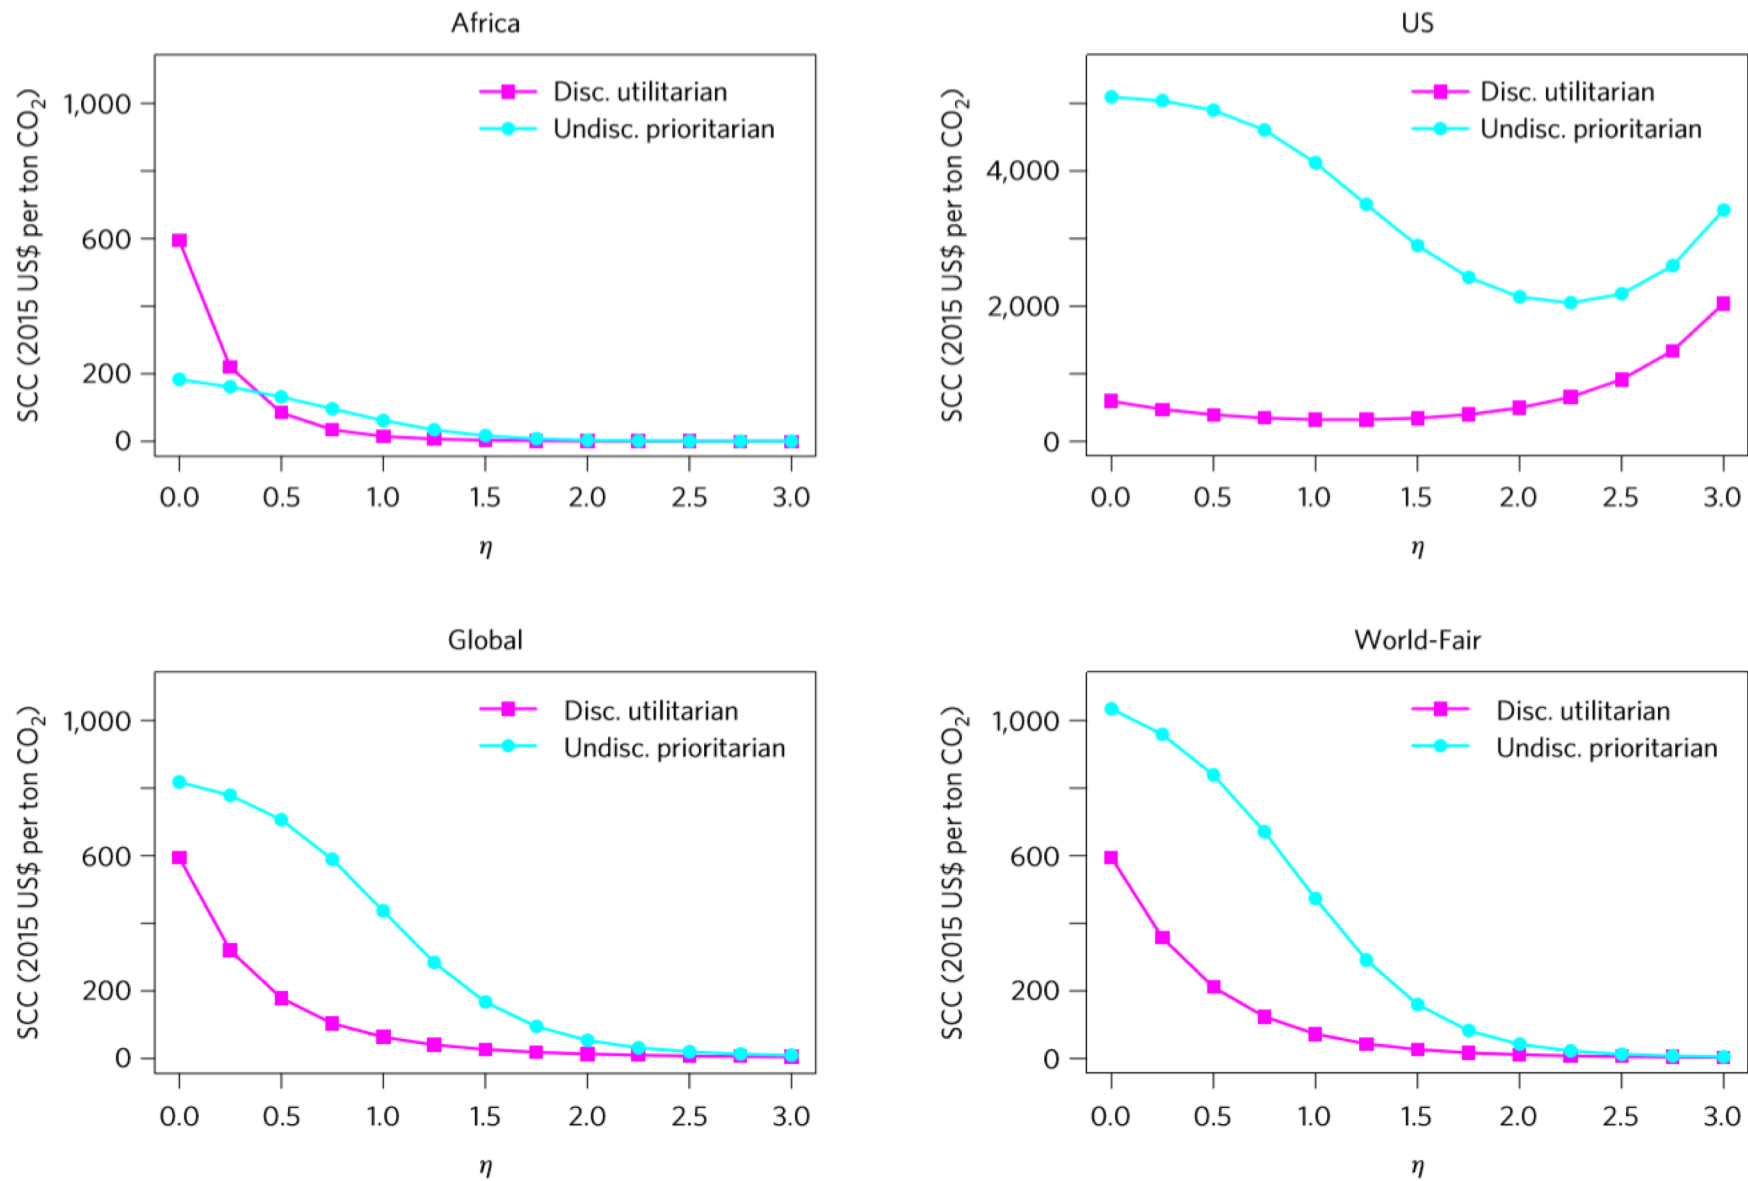 Africa
SCC (2015 US$ per ton CO₂)
1,000
600
200
0
Disc. utilitarian
Undisc. prioritarian
0.0 0.5 1.0 1.5 2.0 2.5 3.0
η
US
SCC (2015 US$ per ton CO₂)
4,000
2,000
0
Disc. utilitarian
Undisc. prioritarian
0.0 0.5 1.0 1.5 2.0 2.5 3.0
η
Global
SCC (2015 US$ per ton CO₂)
1,000
600
200
0
Disc. utilitarian
Undisc. prioritarian
0.0 0.5 1.0 1.5 2.0 2.5 3.0
η
World-Fair
SCC (2015 US$ per ton CO₂)
1,000
600
200
0
Disc. utilitarian
Undisc. prioritarian
0.0 0.5 1.0 1.5 2.0 2.5 3.0
η